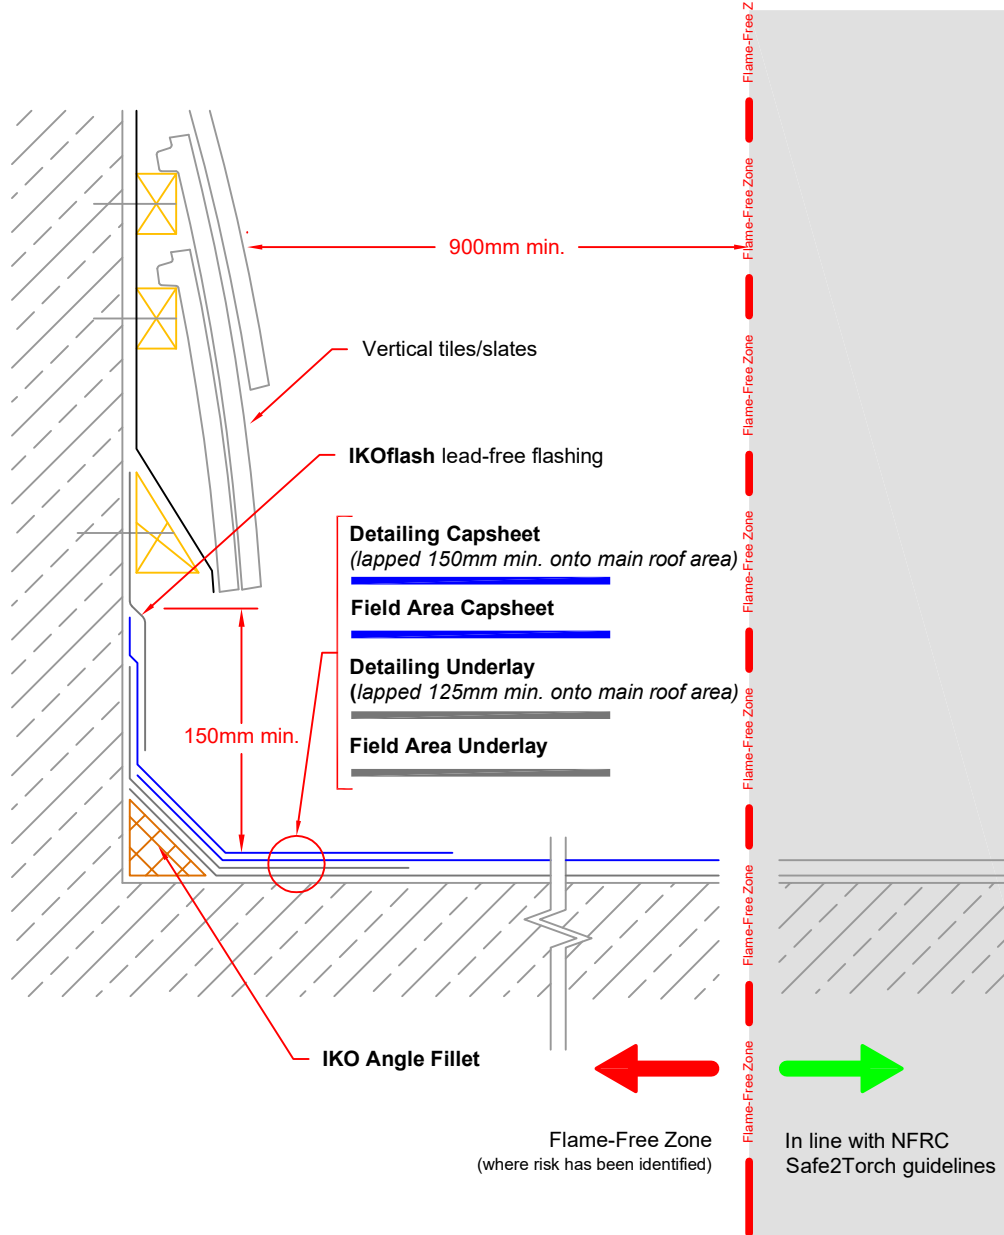 Flame-Free Z
Flame-Free Zone
900mm min.
Flame-Free Zone
Vertical tiles/slates
IKOflash lead-free flashing
Flame-Free Zone
Detailing Capsheet
(lapped 150mm min. onto main roof area)
Field Area Capsheet
Detailing Underlay
(lapped 125mm min. onto main roof area)
Flame-Free Zone
150mm min.
Field Area Underlay
Flame-Free Zone
IKO Angle Fillet
Flame-Free Zone
Flame-Free Zone
(where risk has been identified)
In line with NFRC
Safe2Torch guidelines